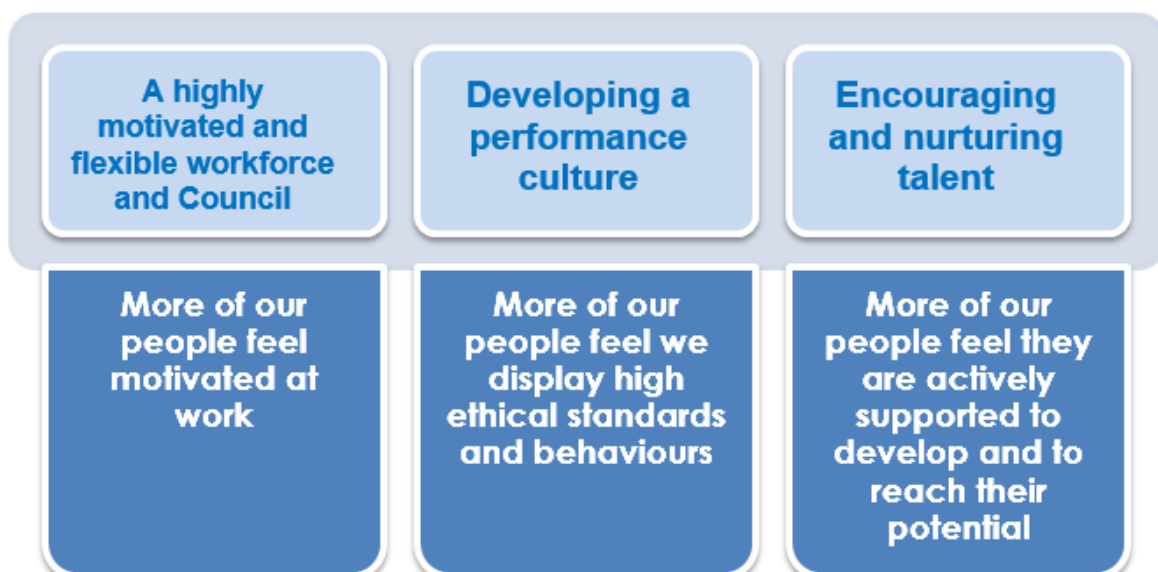 A highly
motivated and
flexible workforce
and Council
Developing a
performance
culture
Encouraging
and nurturing
talent
More of our
people feel
motivated at
work
More of our
people feel we
display high
ethical standards
and behaviours
More of our
people feel they
are actively
supported to
develop and to
reach their
potential